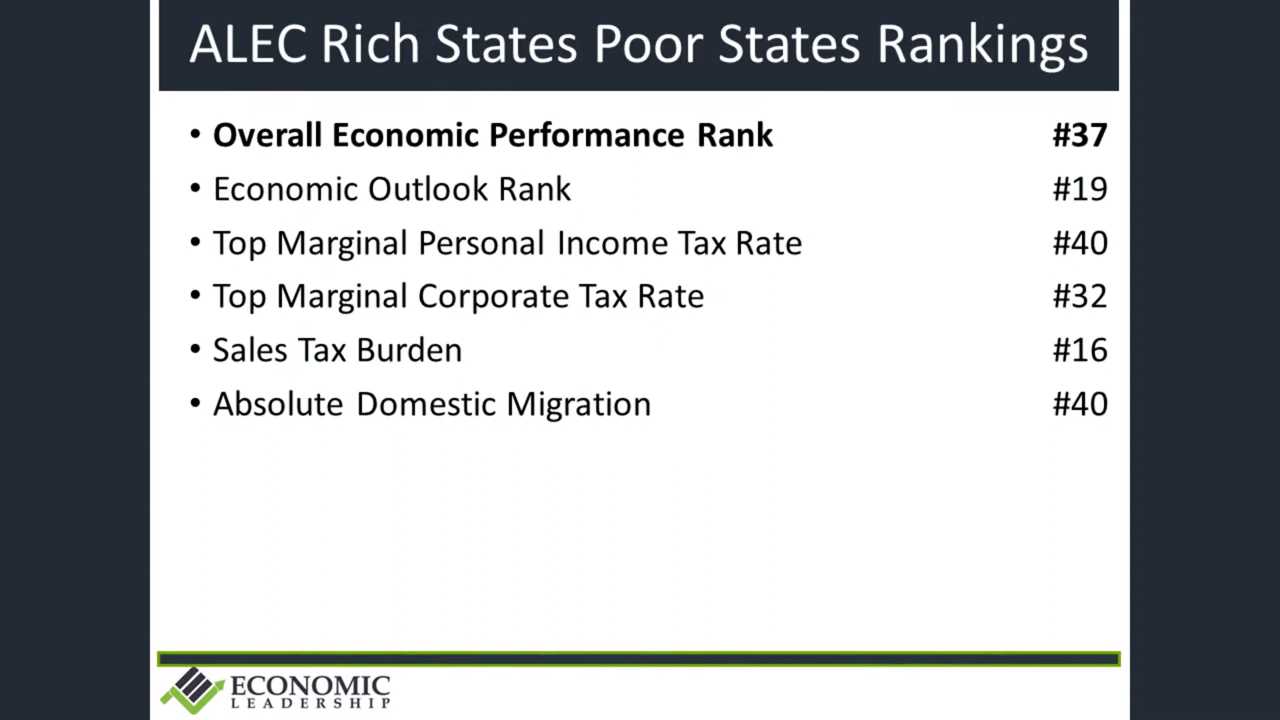 ALEC Rich States Poor States Rankings
• Overall Economic Performance Rank #37
• Economic Outlook Rank #19
• Top Marginal Personal Income Tax Rate #40
• Top Marginal Corporate Tax Rate #32
• Sales Tax Burden #16
• Absolute Domestic Migration #40
ECONOMIC
LEADERSHIP